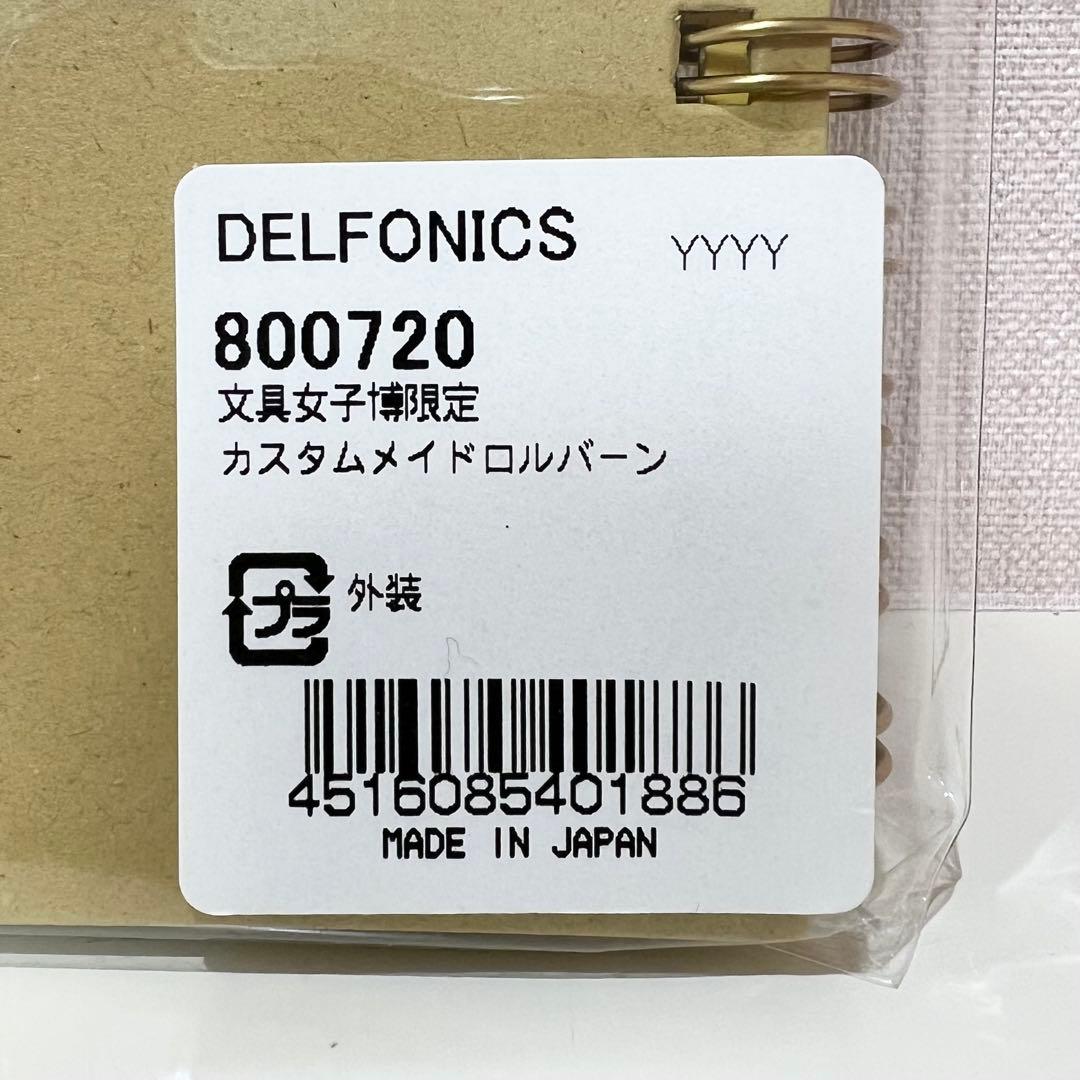 DELFONICS YYYY
800720
文具女子博限定
カスタムメイドロルバーン
プラ 外装
4516085401886
MADE IN JAPAN